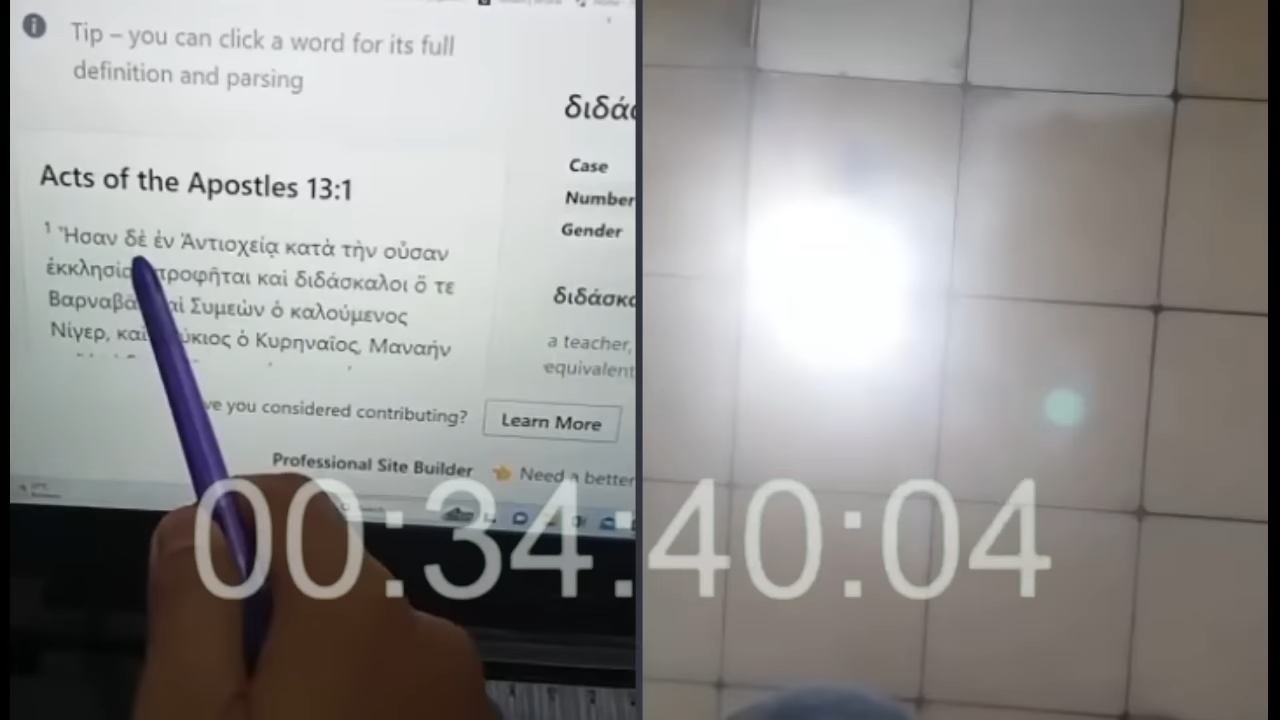 Tip – you can click a word for its full
definition and parsing
διδά
Case
Number
Gender
Acts of the Apostles 13:1
1 Ἦσαν δὲ ἐν Ἀντιοχείᾳ κατὰ τὴν οὖσαν
τροφῆται καὶ διδάσκαλοι ὅ τε
Συμεὼν ὁ καλούμενος
Νίγερ, καὶ ὁ Κυρηναῖος, Μαναήν
διδάσκ
a teacher,
equivalent
ve you considered contributing?
Learn More
Professional Site Builder
Need a better
00:34:40:04